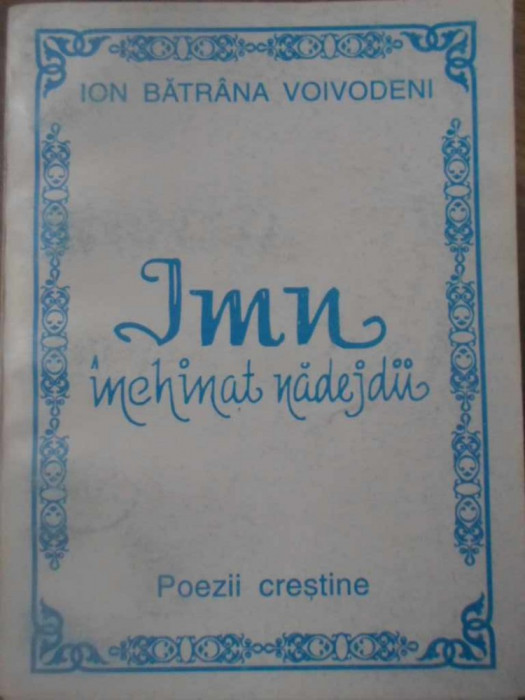 ION BĂTRÂNA VOIVODENI
Imn
închinat nădejdii
Poezii creștine